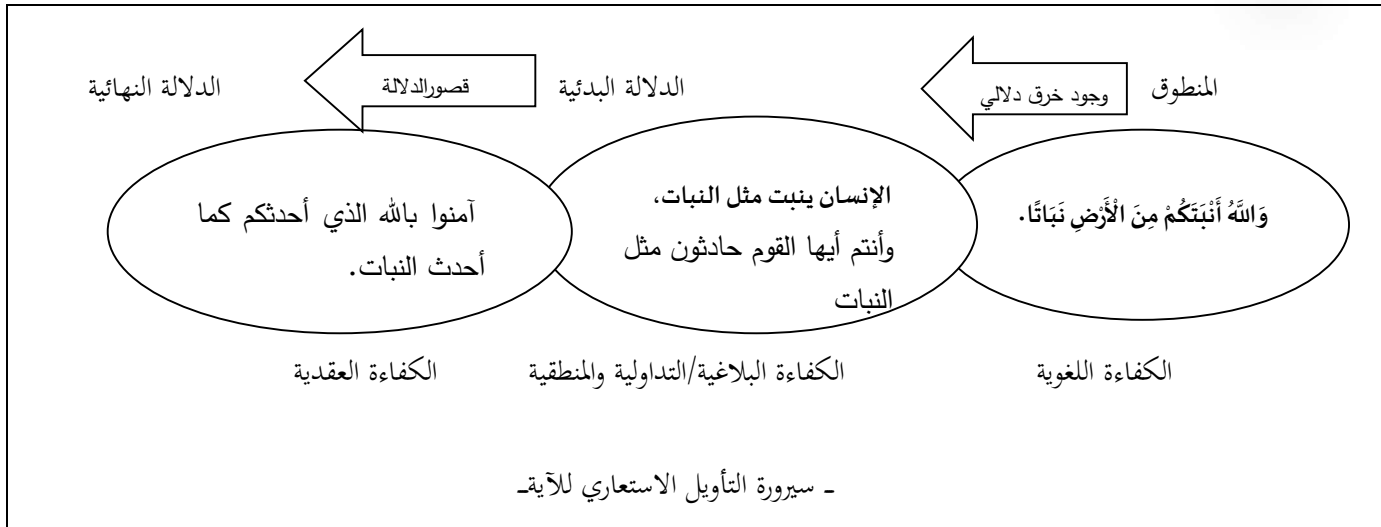 المنطوق
وجود خرق دلالي
الدلالة البدئية
قصورالدلالة
الدلالة النهائية
وَاللَّهُ أَنْبَتَكُمْ مِنَ الْأَرْضِ نَبَاتًا.
الإنسان ينبت مثل النبات،
وأنتم أيها القوم حادثون مثل
النبات
آمنوا بالله الذي أحدثكم كما
أحدث النبات.
الكفاءة اللغوية
الكفاءة البلاغية/التداولية والمنطقية
الكفاءة العقدية
ـ سيرورة التأويل الاستعاري للآيةـ